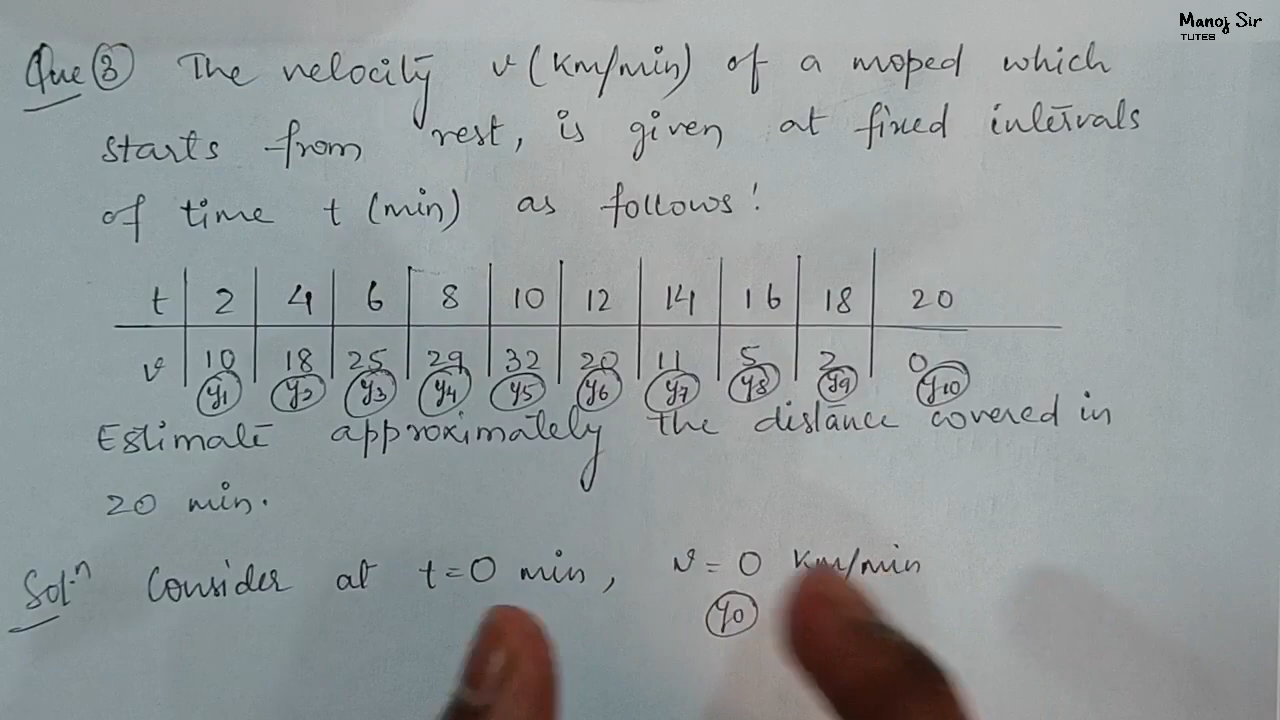 Manoj Sir
TUTES
Que ③ The velocity v (Km/min) of a moped which
starts from rest, is given at fixed intervals
of time t (min) as follows:
t 2 4 6 8 10 12 14 16 18 20
v 10 18 25 29 32 20 11 5 2 0
y1 y2 y3 y4 y5 y6 y7 y8 y9 y10
Estimate approximately the distance covered in
20 min.
Sol.n Consider at t=0 min, v = 0 Km/min
y0